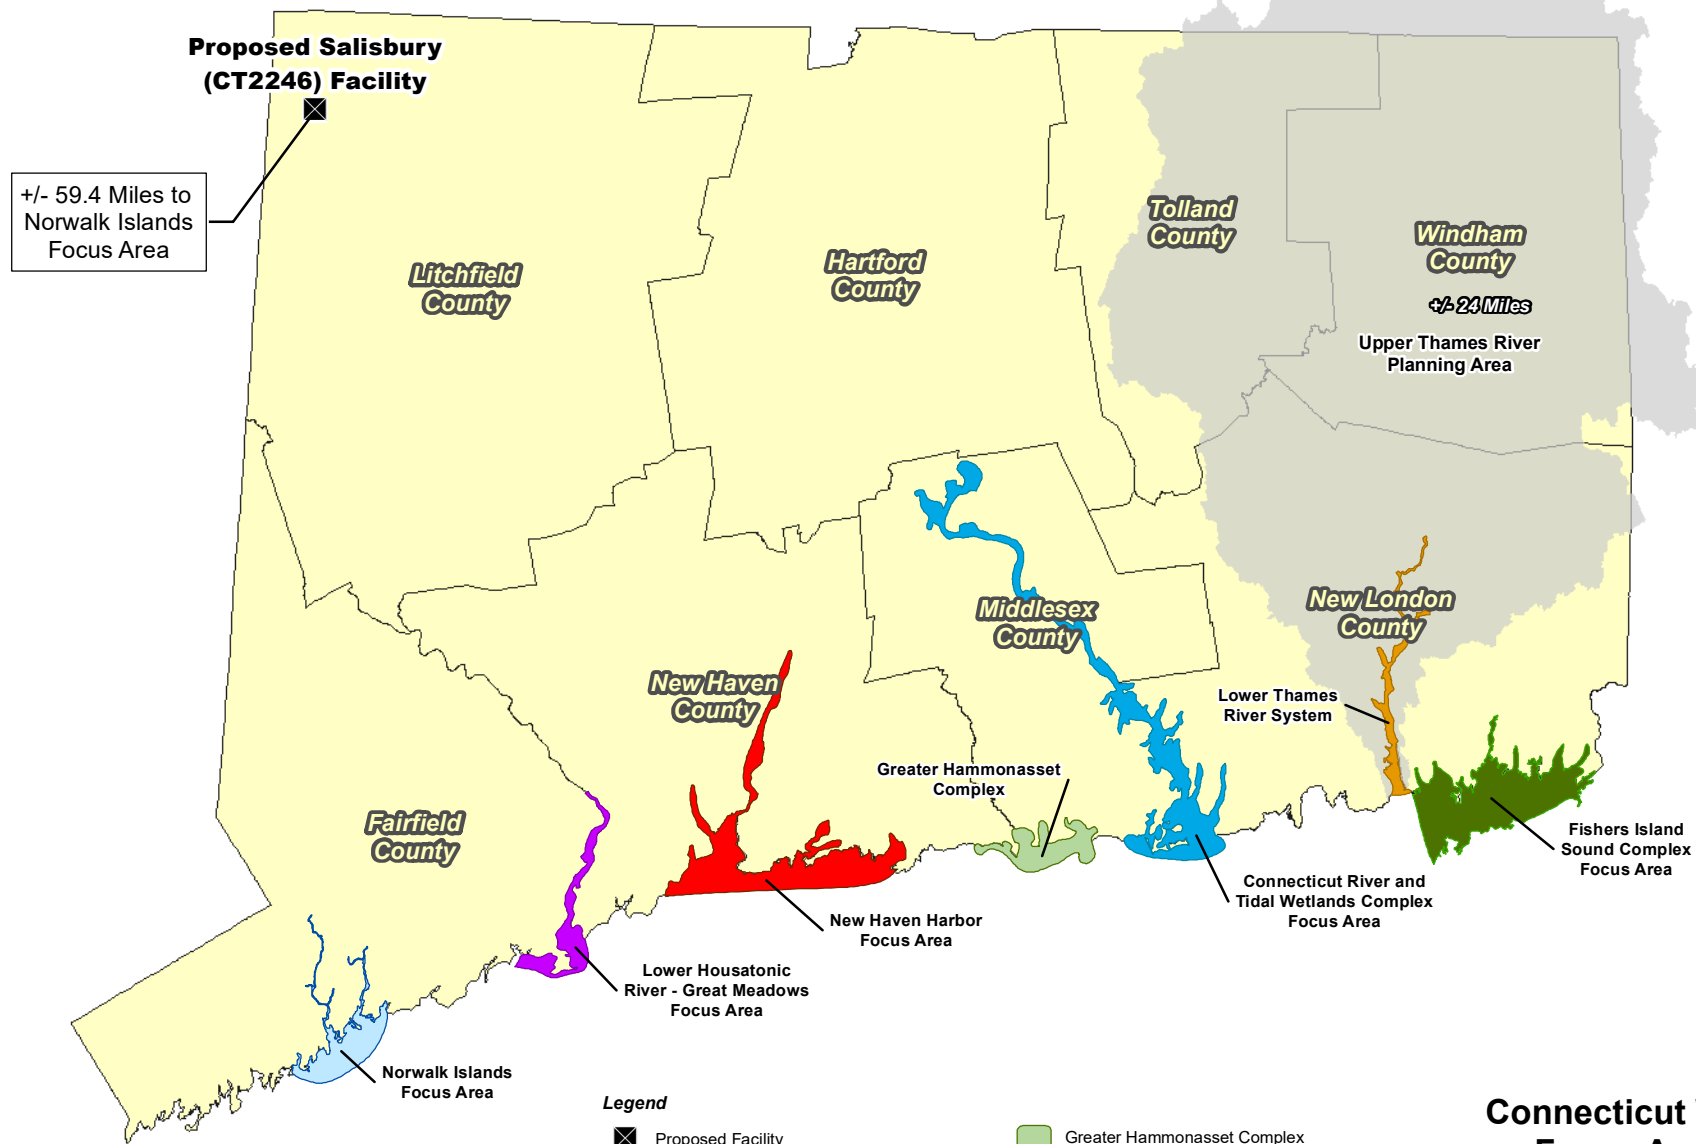 Proposed Salisbury
(CT2246) Facility
+/- 59.4 Miles to
Norwalk Islands
Focus Area
Litchfield
County
Hartford
County
Tolland
County
Windham
County
+/- 24 Miles
Upper Thames River
Planning Area
New London
County
Middlesex
County
New Haven
County
Fairfield
County
Lower Thames
River System
Greater Hammonasset
Complex
Fishers Island
Sound Complex
Focus Area
Connecticut River and
Tidal Wetlands Complex
Focus Area
New Haven Harbor
Focus Area
Lower Housatonic
River - Great Meadows
Focus Area
Norwalk Islands
Focus Area
Legend
Proposed Facility
Greater Hammonasset Complex
Connecticut